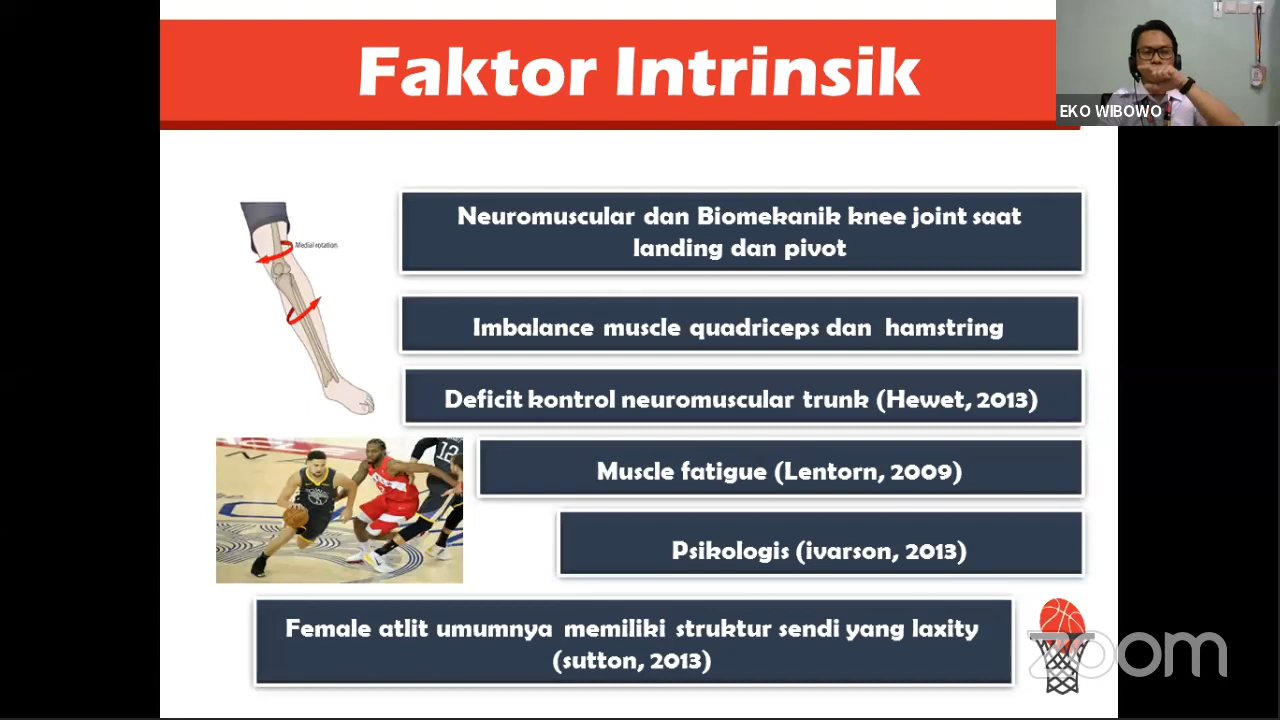 Faktor Intrinsik
EKO WIBOWO
Medial rotation
Neuromuscular dan Biomekanik knee joint saat
landing dan pivot
Imbalance muscle quadriceps dan hamstring
Deficit kontrol neuromuscular trunk (Hewet, 2013)
12
Muscle fatigue (Lentorn, 2009)
Psikologis (ivarson, 2013)
Female atlit umumnya memiliki struktur sendi yang laxity
(sutton, 2013)
zoom